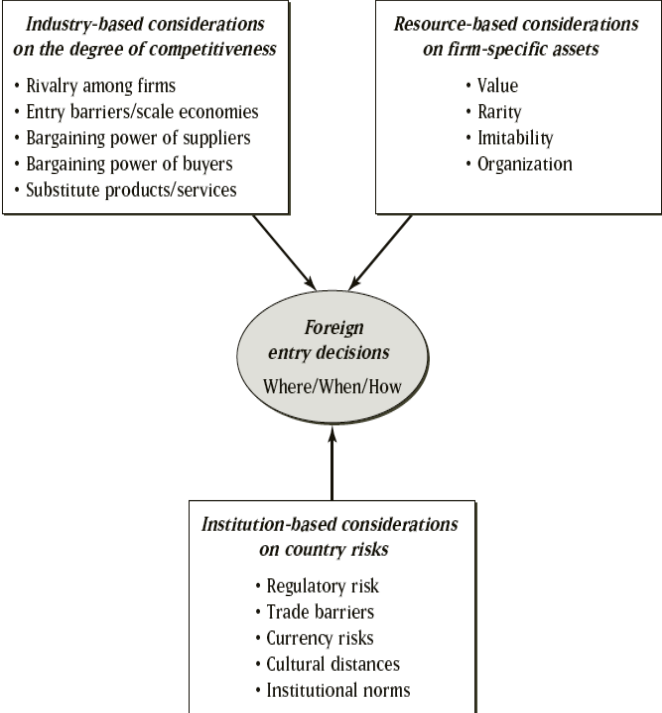 Industry-based considerations
on the degree of competitiveness
• Rivalry among firms
• Entry barriers/scale economies
• Bargaining power of suppliers
• Bargaining power of buyers
• Substitute products/services
Resource-based considerations
on firm-specific assets
• Value
• Rarity
• Imitability
• Organization
Foreign
entry decisions
Where/When/How
Institution-based considerations
on country risks
• Regulatory risk
• Trade barriers
• Currency risks
• Cultural distances
• Institutional norms